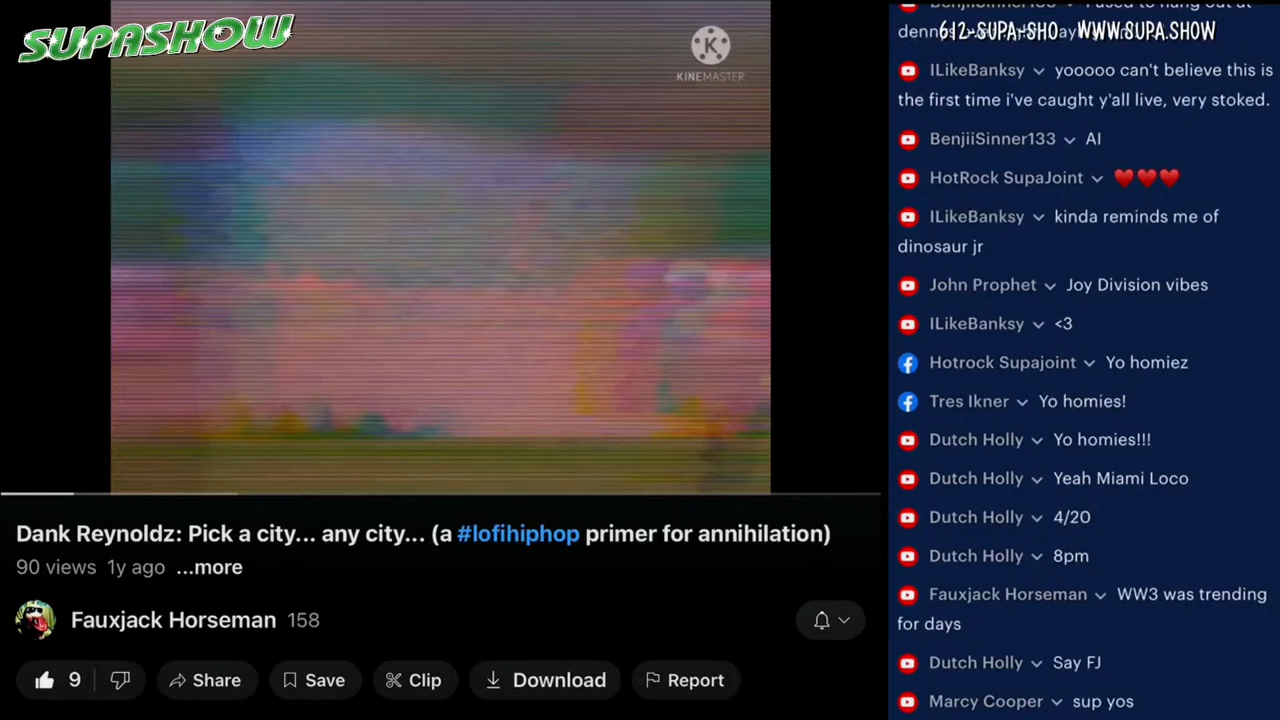 SUPASHOW
K
KINEMASTER
Dank Reynoldz: Pick a city... any city... (a #lofihiphop primer for annihilation)
90 views 1y ago ...more
Fauxjack Horseman 158
9
Share
Save
Clip
Download
Report
612-SUPA-SHO WWW.SUPA.SHOW
ILikeBanksy yooooo can't believe this is
the first time i've caught y'all live, very stoked.
BenjiiSinner133 AI
HotRock SupaJoint ❤️❤️❤️
ILikeBanksy kinda reminds me of
dinosaur jr
John Prophet Joy Division vibes
ILikeBanksy <3
Hotrock Supajoint Yo homiez
Tres Ikner Yo homies!
Dutch Holly Yo homies!!!
Dutch Holly Yeah Miami Loco
Dutch Holly 4/20
Dutch Holly 8pm
Fauxjack Horseman WW3 was trending
for days
Dutch Holly Say FJ
Marcy Cooper sup yos